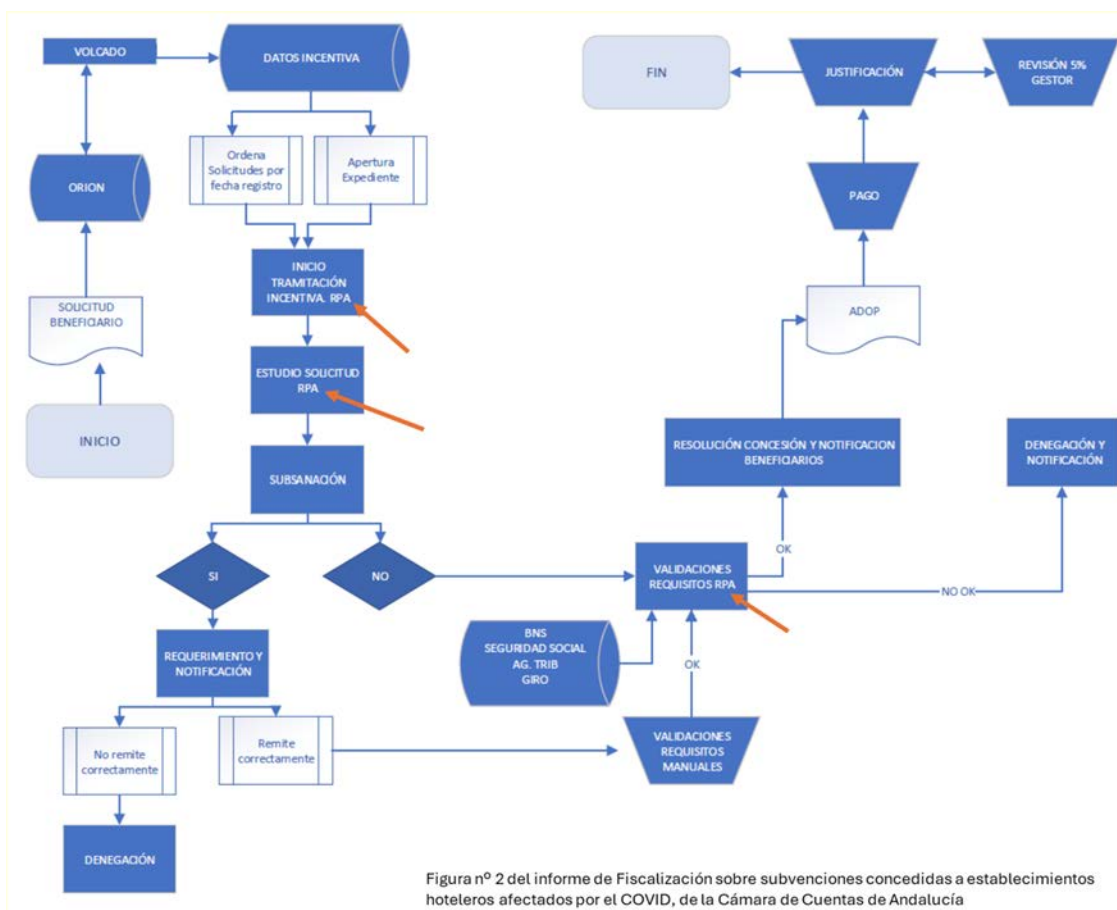 VOLCADO
DATOS INCENTIVA
FIN
JUSTIFICACIÓN
REVISIÓN 5%
GESTOR
Ordena
Solicitudes por
fecha registro
Apertura
Expediente
ORION
PAGO
INICIO
TRAMITACIÓN
INCENTIVA. RPA
SOLICITUD
BENEFICIARIO
ADOP
ESTUDIO SOLICITUD
RPA
INICIO
RESOLUCIÓN CONCESIÓN Y NOTIFICACION
BENEFICIARIOS
DENEGACIÓN Y
NOTIFICACIÓN
SUBSANACIÓN
OK
SI
NO
VALIDACIONES
REQUISITOS RPA
NO OK
BNS
SEGURIDAD SOCIAL
AG. TRIB
GIRO
OK
REQUERIMIENTO Y
NOTIFICACIÓN
No remite
correctamente
Remite
correctamente
VALIDACIONES
REQUISITOS
MANUALES
DENEGACIÓN
Figura nº 2 del informe de Fiscalización sobre subvenciones concedidas a establecimientos
hoteleros afectados por el COVID, de la Cámara de Cuentas de Andalucía